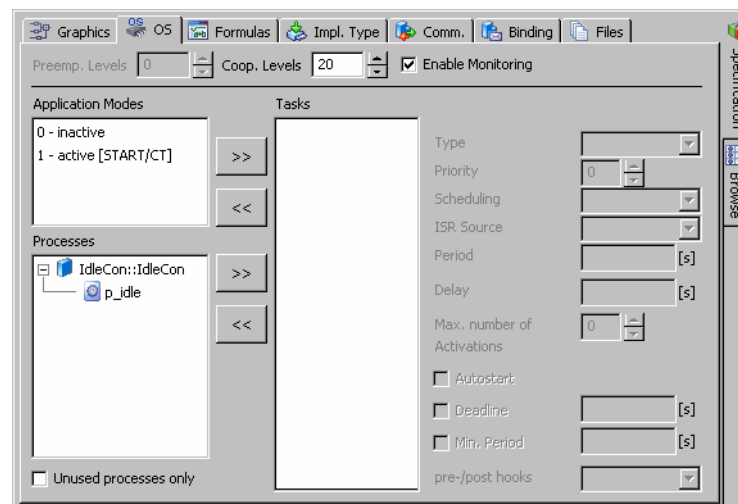 Graphics OS OS Formulas Impl. Type Comm. Binding Files
Preemp. Levels 0 Coop. Levels 20 Enable Monitoring
Application Modes Tasks
0 - inactive
1 - active [START/CT]
>>
<<
Processes
IdleCon::IdleCon
p_idle
>>
<<
Unused processes only
Type
Priority 0
Scheduling
ISR Source
Period [s]
Delay [s]
Max. number of
Activations 0
Autostart
Deadline [s]
Min. Period [s]
pre-/post hooks
Specification
Browse